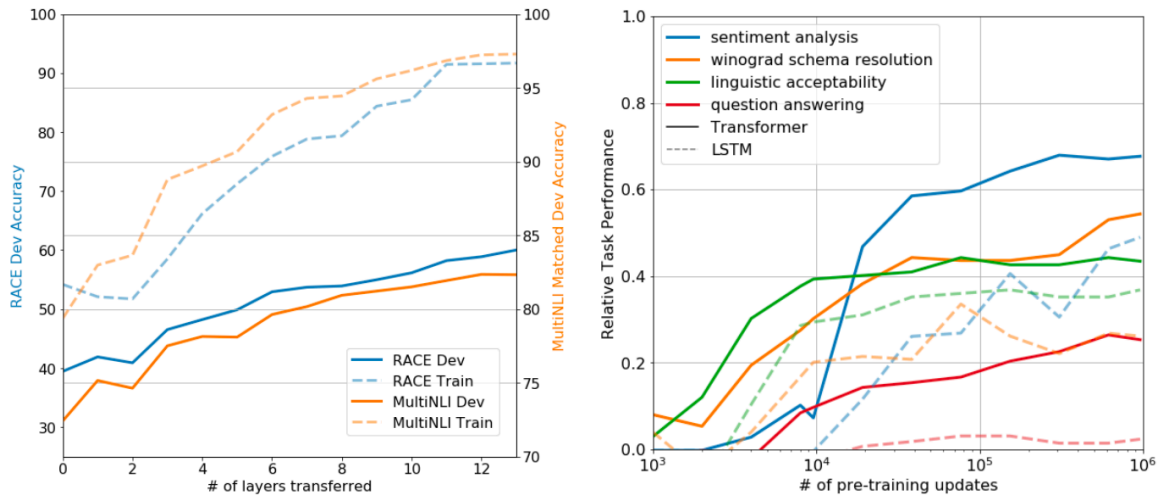 100
90
80
70
60
50
40
30
RACE Dev Accuracy
100
95
90
85
80
75
70
MultiNLI Matched Dev Accuracy
RACE Dev
RACE Train
MultiNLI Dev
MultiNLI Train
0 2 4 6 8 10 12
# of layers transferred
1.0
0.8
0.6
0.4
0.2
0.0
Relative Task Performance
sentiment analysis
winograd schema resolution
linguistic acceptability
question answering
Transformer
LSTM
10³ 10⁴ 10⁵ 10⁶
# of pre-training updates